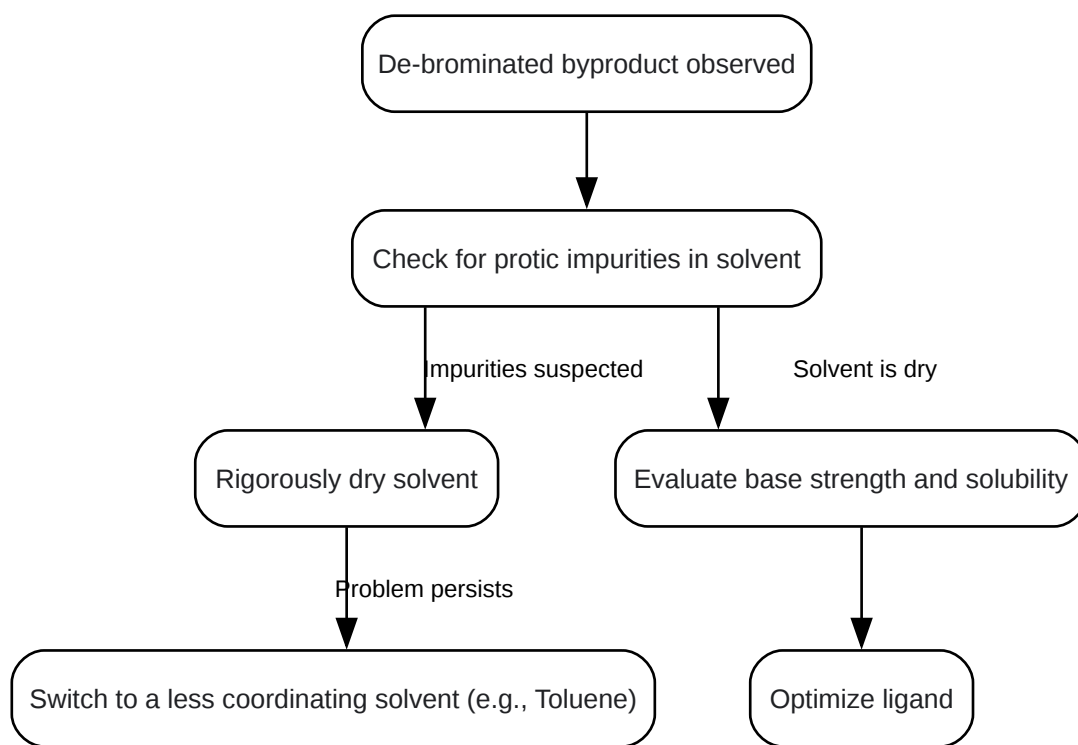 De-brominated byproduct observed
Check for protic impurities in solvent
Impurities suspected
Solvent is dry
Rigorously dry solvent
Evaluate base strength and solubility
Problem persists
Switch to a less coordinating solvent (e.g., Toluene)
Optimize ligand